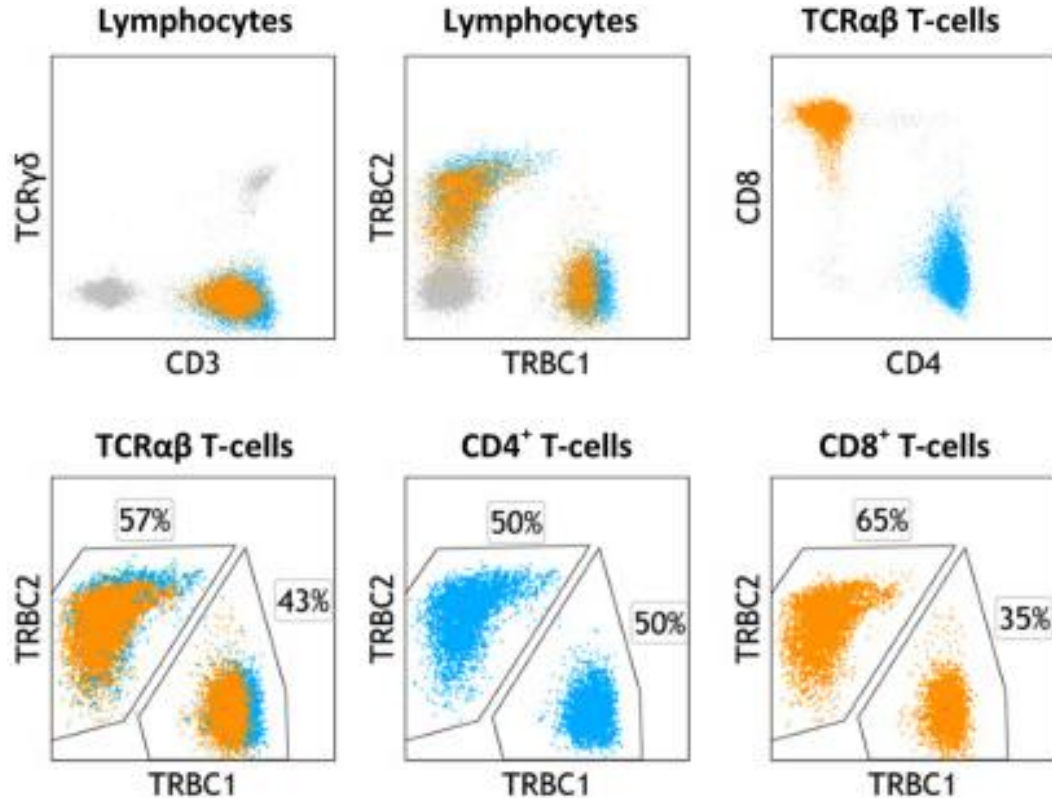 Lymphocytes
Lymphocytes
TCRαβ T-cells
TCRγδ
CD3
TRBC2
TRBC1
CD8
CD4
TCRαβ T-cells
CD4⁺ T-cells
CD8⁺ T-cells
57%
43%
TRBC2
TRBC1
50%
50%
TRBC2
TRBC1
65%
35%
TRBC2
TRBC1